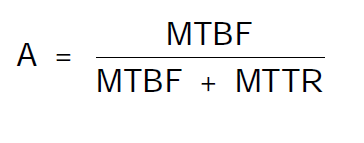 A = MTBF
MTBF + MTTR